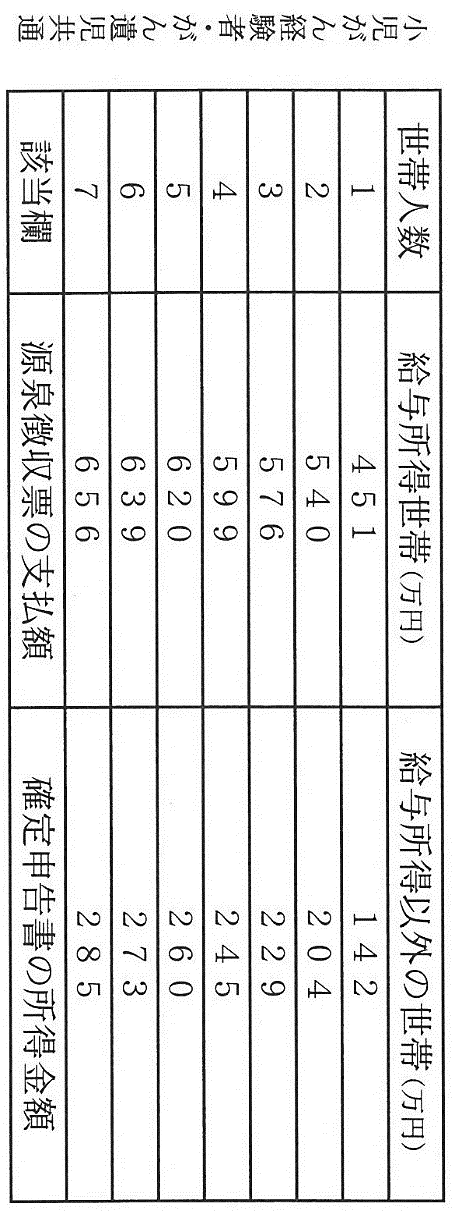 小児がん経験者・がん遺児共通
世帯人数 給与所得世帯(万円) 給与所得以外の世帯(万円)
1 451 142
2 540 204
3 576 229
4 599 245
5 620 260
6 639 273
7 656 285
該当欄 源泉徴収票の支払額 確定申告書の所得金額